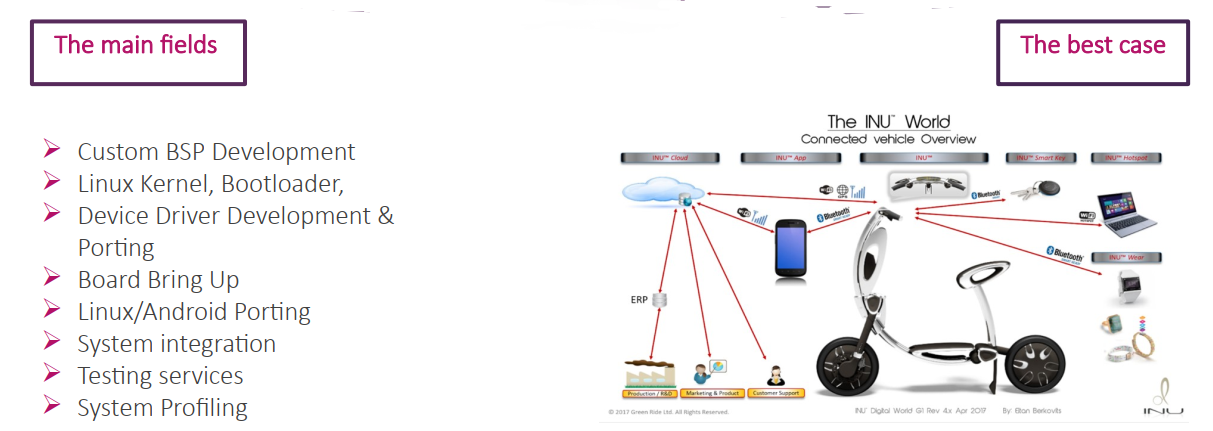 The main fields
The best case
Custom BSP Development
Linux Kernel, Bootloader,
Device Driver Development &
Porting
Board Bring Up
Linux/Android Porting
System integration
Testing services
System Profiling
The INU™ World
Connected vehicle Overview
INU™ Cloud
INU™ App
INU™
INU™ Smart Key
INU™ Hotspot
Bluetooth
Bluetooth
WiFi
Bluetooth
INU™ Wear
ERP
Production / R&D
Marketing & Product
Customer Support
© 2017 Green Ride Ltd. All Rights Reserved.
INU™ Digital World G1 Rev 4.x Apr 2017
By: Eitan Berkovits
INU